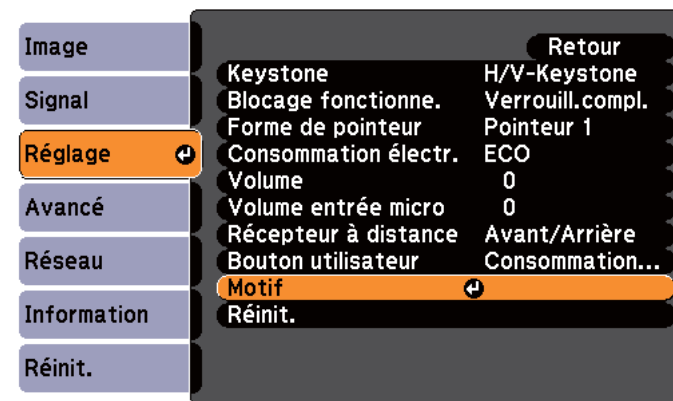 Image
Signal
Réglage
Avancé
Réseau
Information
Réinit.
Retour
Keystone H/V-Keystone
Blocage fonctionne. Verrouill.compl.
Forme de pointeur Pointeur 1
Consommation électr. ECO
Volume 0
Volume entrée micro 0
Récepteur à distance Avant/Arrière
Bouton utilisateur Consommation...
Motif
Réinit.